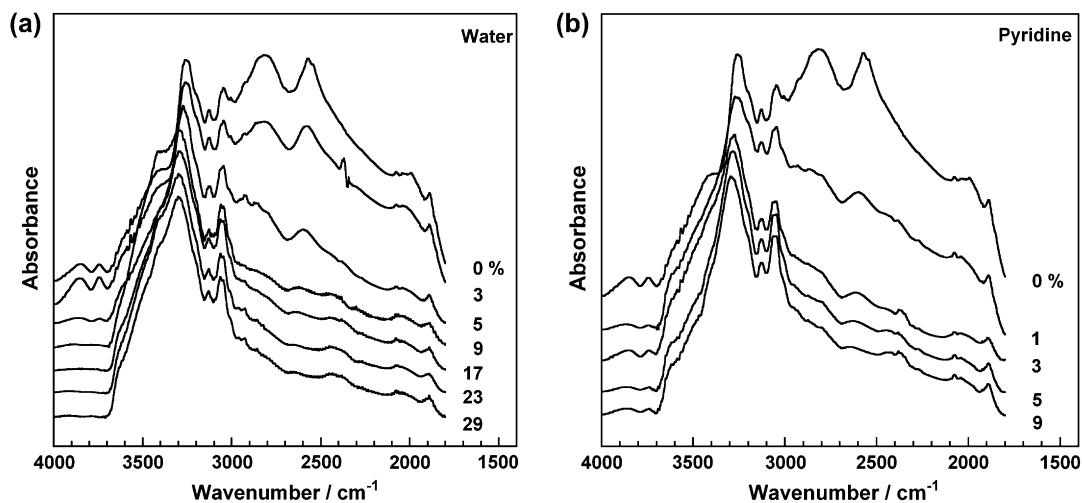 (a)
Water
Absorbance
0 %
3
5
9
17
23
29
4000 3500 3000 2500 2000 1500
Wavenumber / cm-1
(b)
Pyridine
Absorbance
0 %
1
3
5
9
4000 3500 3000 2500 2000 1500
Wavenumber / cm-1